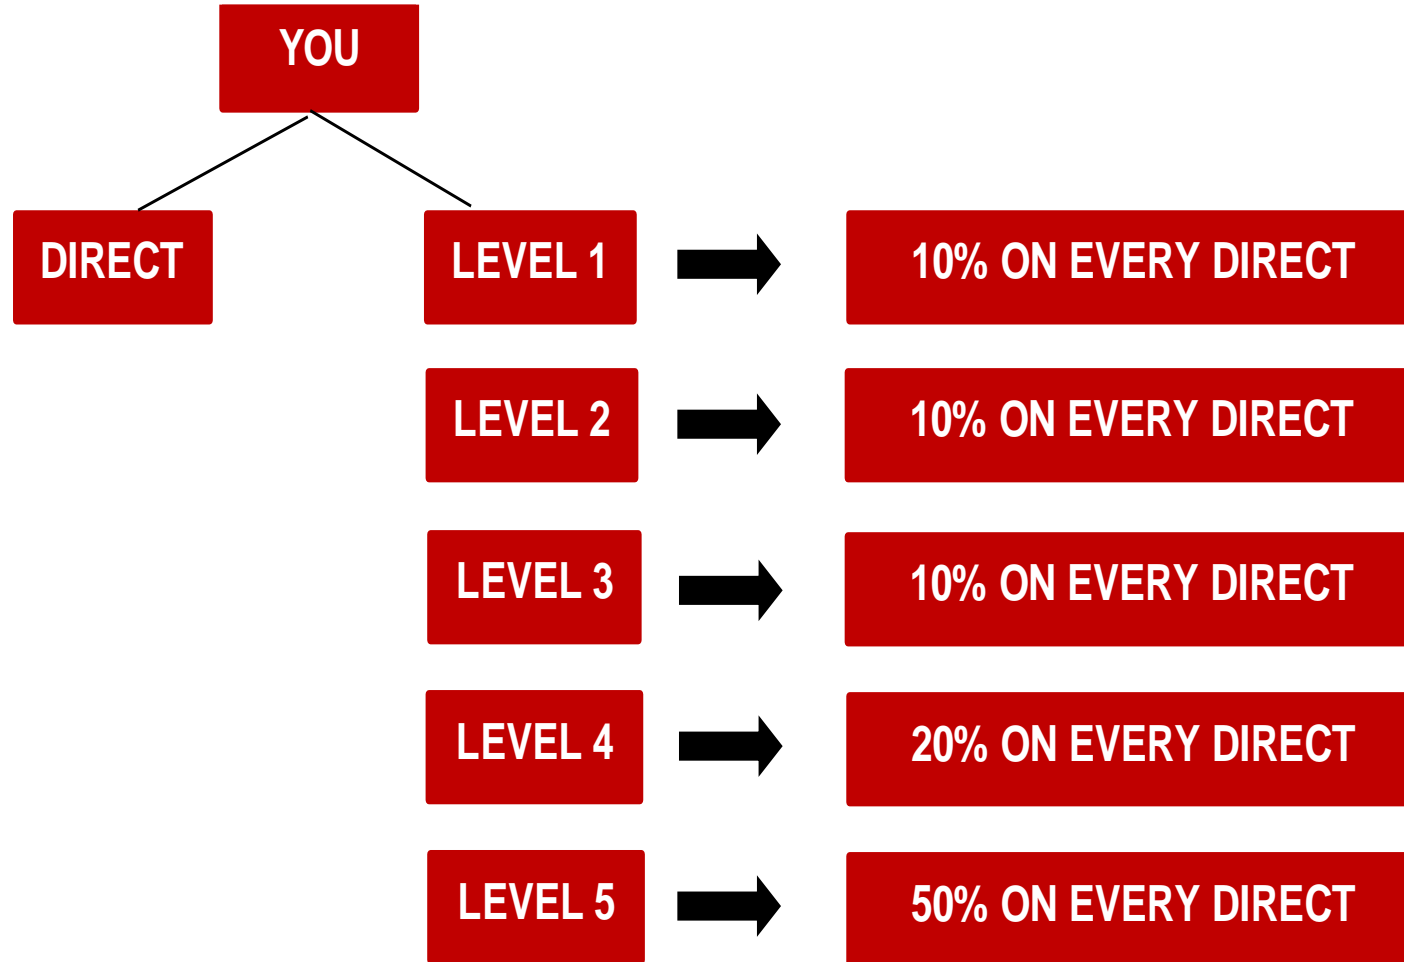 YOU
DIRECT
LEVEL 1
10% ON EVERY DIRECT
LEVEL 2
10% ON EVERY DIRECT
LEVEL 3
10% ON EVERY DIRECT
LEVEL 4
20% ON EVERY DIRECT
LEVEL 5
50% ON EVERY DIRECT